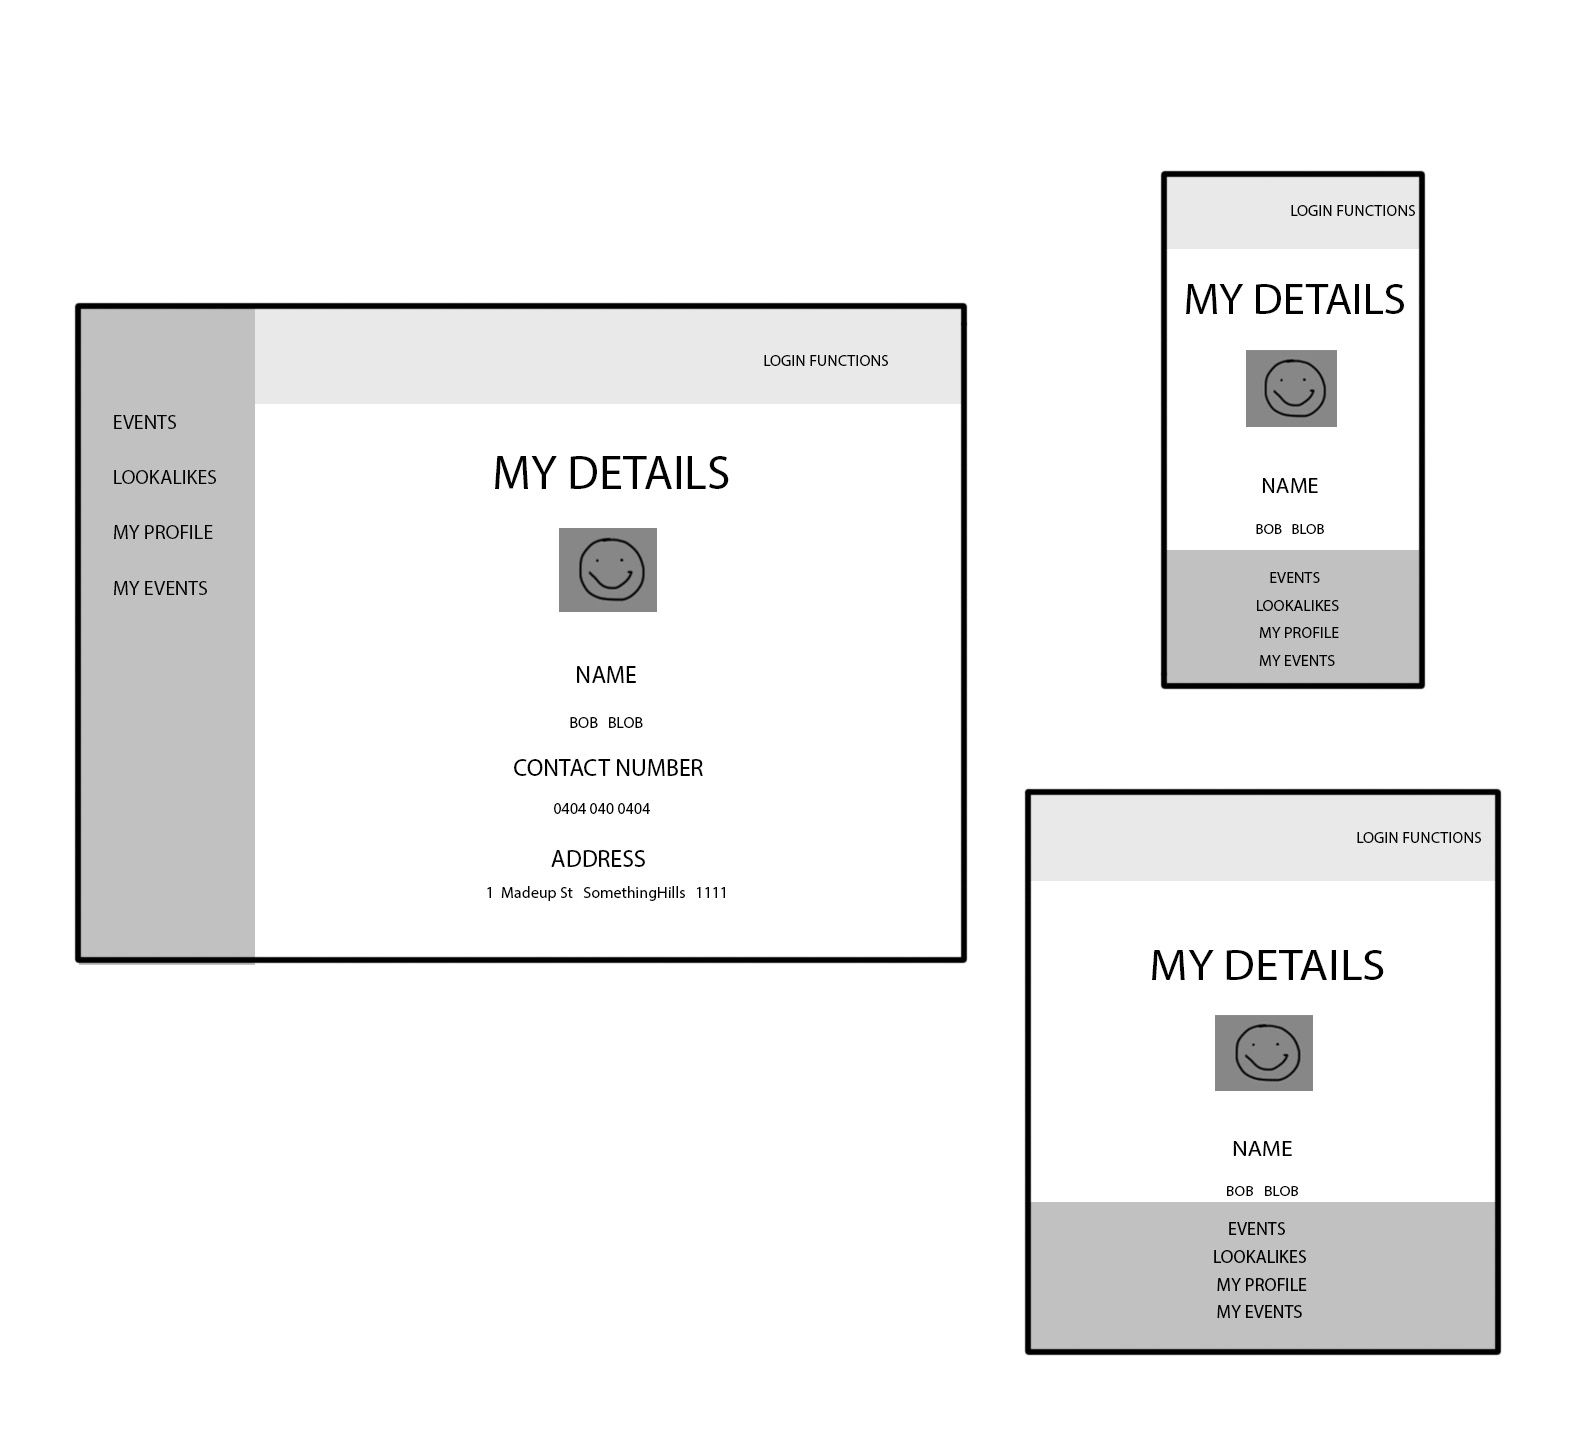 LOGIN FUNCTIONS
EVENTS
LOOKALIKES
MY PROFILE
MY EVENTS
MY DETAILS
NAME
BOB BLOB
CONTACT NUMBER
0404 040 0404
ADDRESS
1 Madeup St SomethingHills 1111
LOGIN FUNCTIONS
MY DETAILS
NAME
BOB BLOB
EVENTS
LOOKALIKES
MY PROFILE
MY EVENTS
LOGIN FUNCTIONS
MY DETAILS
NAME
BOB BLOB
EVENTS
LOOKALIKES
MY PROFILE
MY EVENTS